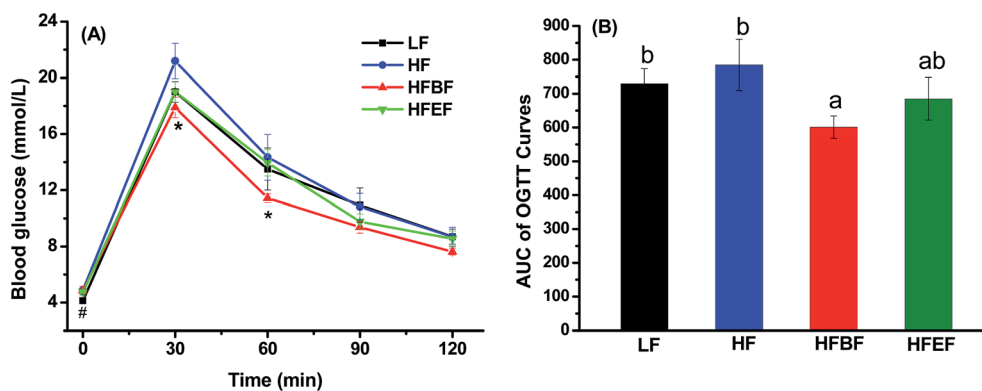 (A)
LF
HF
HFBF
HFEF
Blood glucose (mmol/L)
24
20
16
12
8
4
*
*
#
0 30 60 90 120
Time (min)
(B)
AUC of OGTT Curves
900
800
700
600
500
400
300
200
100
0
b b a ab
LF HF HFBF HFEF